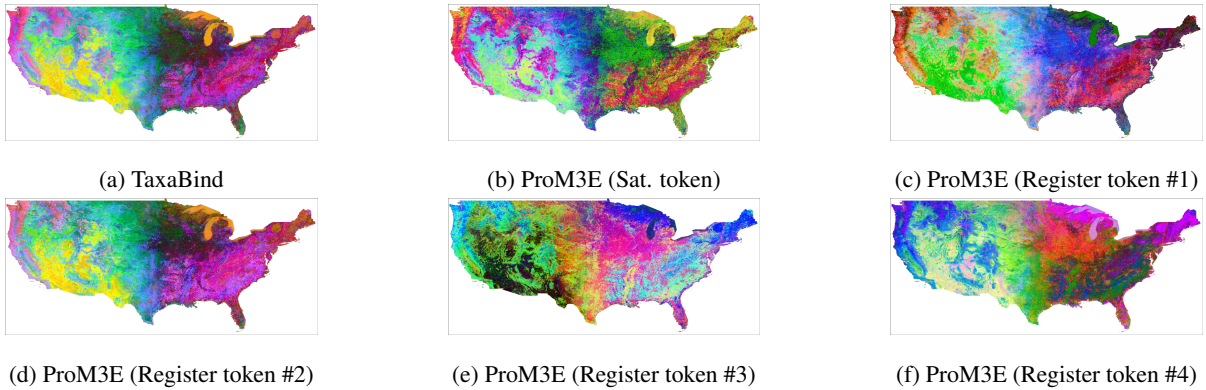 (a) TaxaBind
(b) ProM3E (Sat. token)
(c) ProM3E (Register token #1)
(d) ProM3E (Register token #2)
(e) ProM3E (Register token #3)
(f) ProM3E (Register token #4)